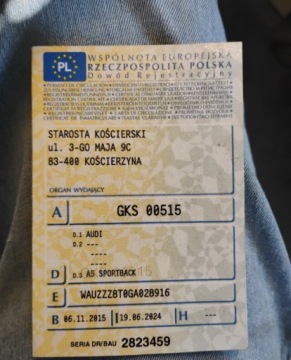 PL
WSPÓLNOTA EUROPEJSKA
RZECZPOSPOLITA POLSKA
Dowód Rejestracyjny
STAROSTA KOŚCIERSKI
ul. 3-GO MAJA 9C
83-400 KOŚCIERZYNA
ORGAN WYDAJĄCY
A GKS 00515
D.1 AUDI
D.2 ---
----
----
D D.3 A5 SPORTBACK
E WAUZZZ8T0GA028916
B 06.11.2015 19.06.2024 H ---
SERIA DR/BAU 2823459